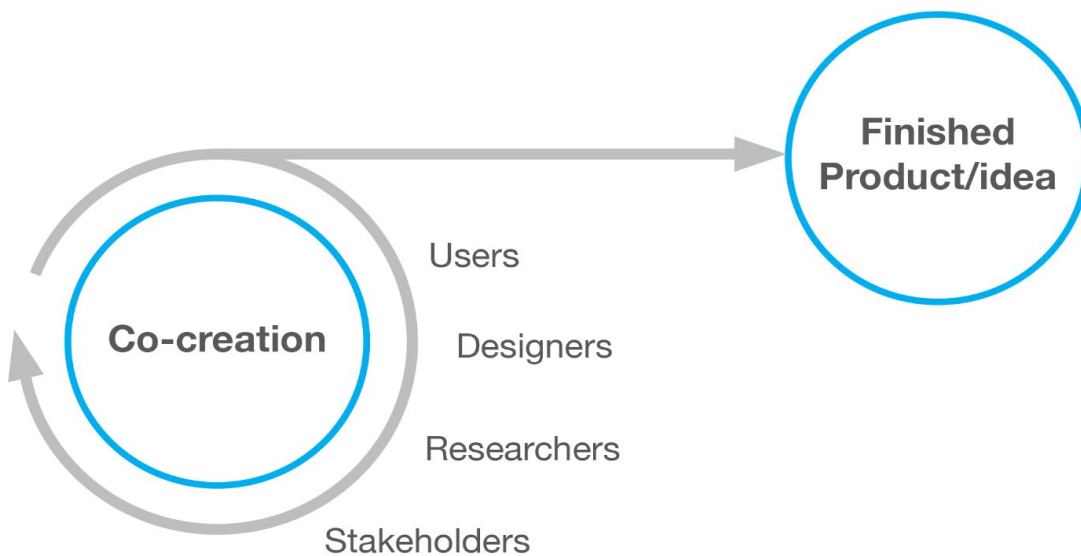 Finished
Product/idea
Users
Co-creation
Designers
Researchers
Stakeholders